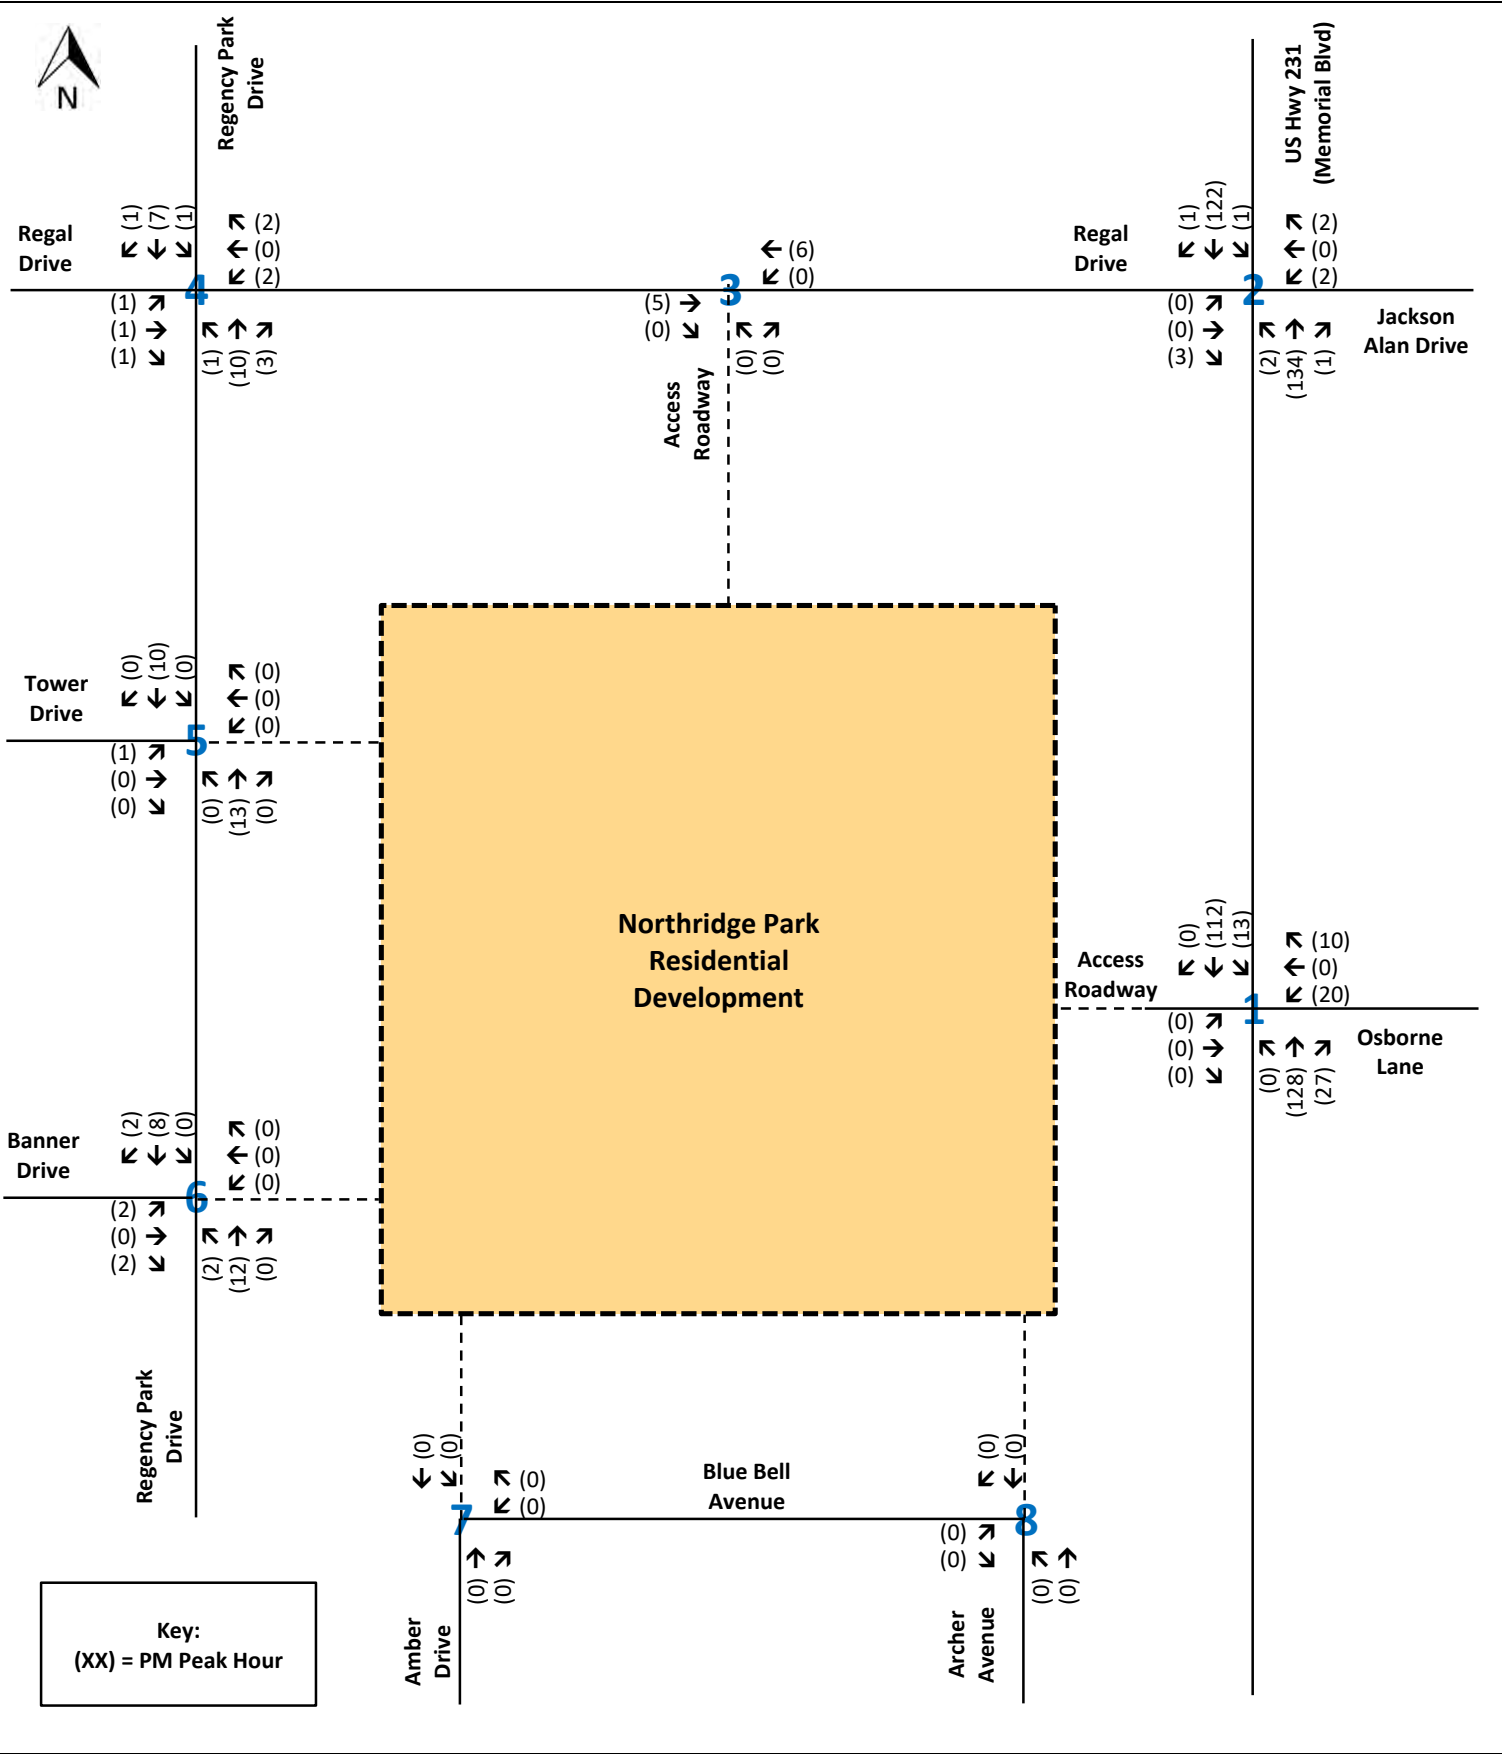 N
Regency Park
Drive
US Hwy 231
(Memorial Blvd)
Regal
Drive
(1) (7) (1)
(2)
(0)
(2)
4
(1)
(1)
(1)
(1) (10) (3)
(6)
(0)
3
(5)
(0)
(0) (0)
Access
Roadway
Regal
Drive
(1) (122) (1)
(2)
(0)
(2)
2
(0)
(0)
(3)
(2) (134) (1)
Jackson
Alan Drive
Tower
Drive
(0) (10) (0)
(0)
(0)
(0)
5
(1)
(0)
(0)
(0) (13) (0)
Northridge Park
Residential
Development
Access
Roadway
(0) (112) (13)
(10)
(0)
(20)
1
(0)
(0)
(0)
(0) (128) (27)
Osborne
Lane
Banner
Drive
(2) (8) (0)
(0)
(0)
(0)
6
(2)
(0)
(2)
(2) (12) (0)
Regency Park
Drive
(0) (0)
(0)
(0)
7
(0) (0)
Amber
Drive
Blue Bell
Avenue
(0) (0)
8
(0)
(0)
(0) (0)
Archer
Avenue
Key:
(XX) = PM Peak Hour